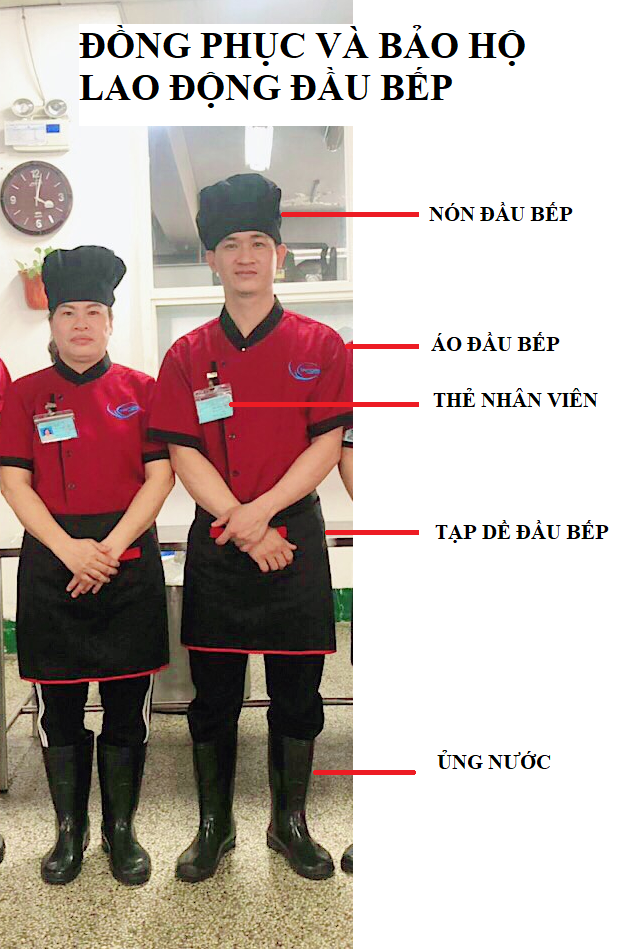 ĐỒNG PHỤC VÀ BẢO HỘ
LAO ĐỘNG ĐẦU BẾP
NÓN ĐẦU BẾP
ÁO ĐẦU BẾP
THẺ NHÂN VIÊN
TẠP DỀ ĐẦU BẾP
ỦNG NƯỚC